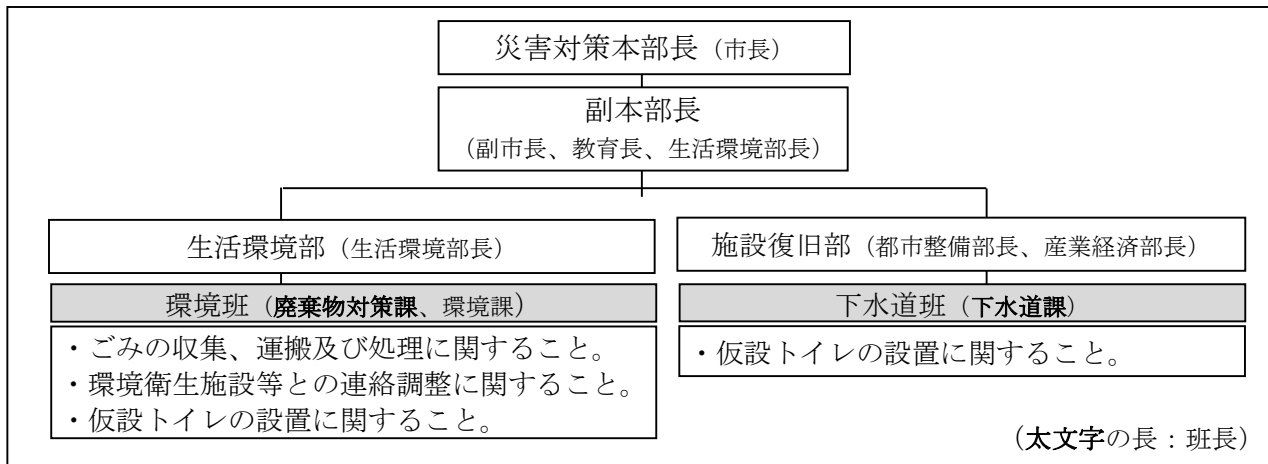 災害対策本部長（市長）
副本部長
（副市長、教育長、生活環境部長）
生活環境部（生活環境部長）
環境班（廃棄物対策課、環境課）
・ごみの収集、運搬及び処理に関すること。
・環境衛生施設等との連絡調整に関すること。
・仮設トイレの設置に関すること。
施設復旧部（都市整備部長、産業経済部長）
下水道班（下水道課）
・仮設トイレの設置に関すること。
（太文字の長：班長）